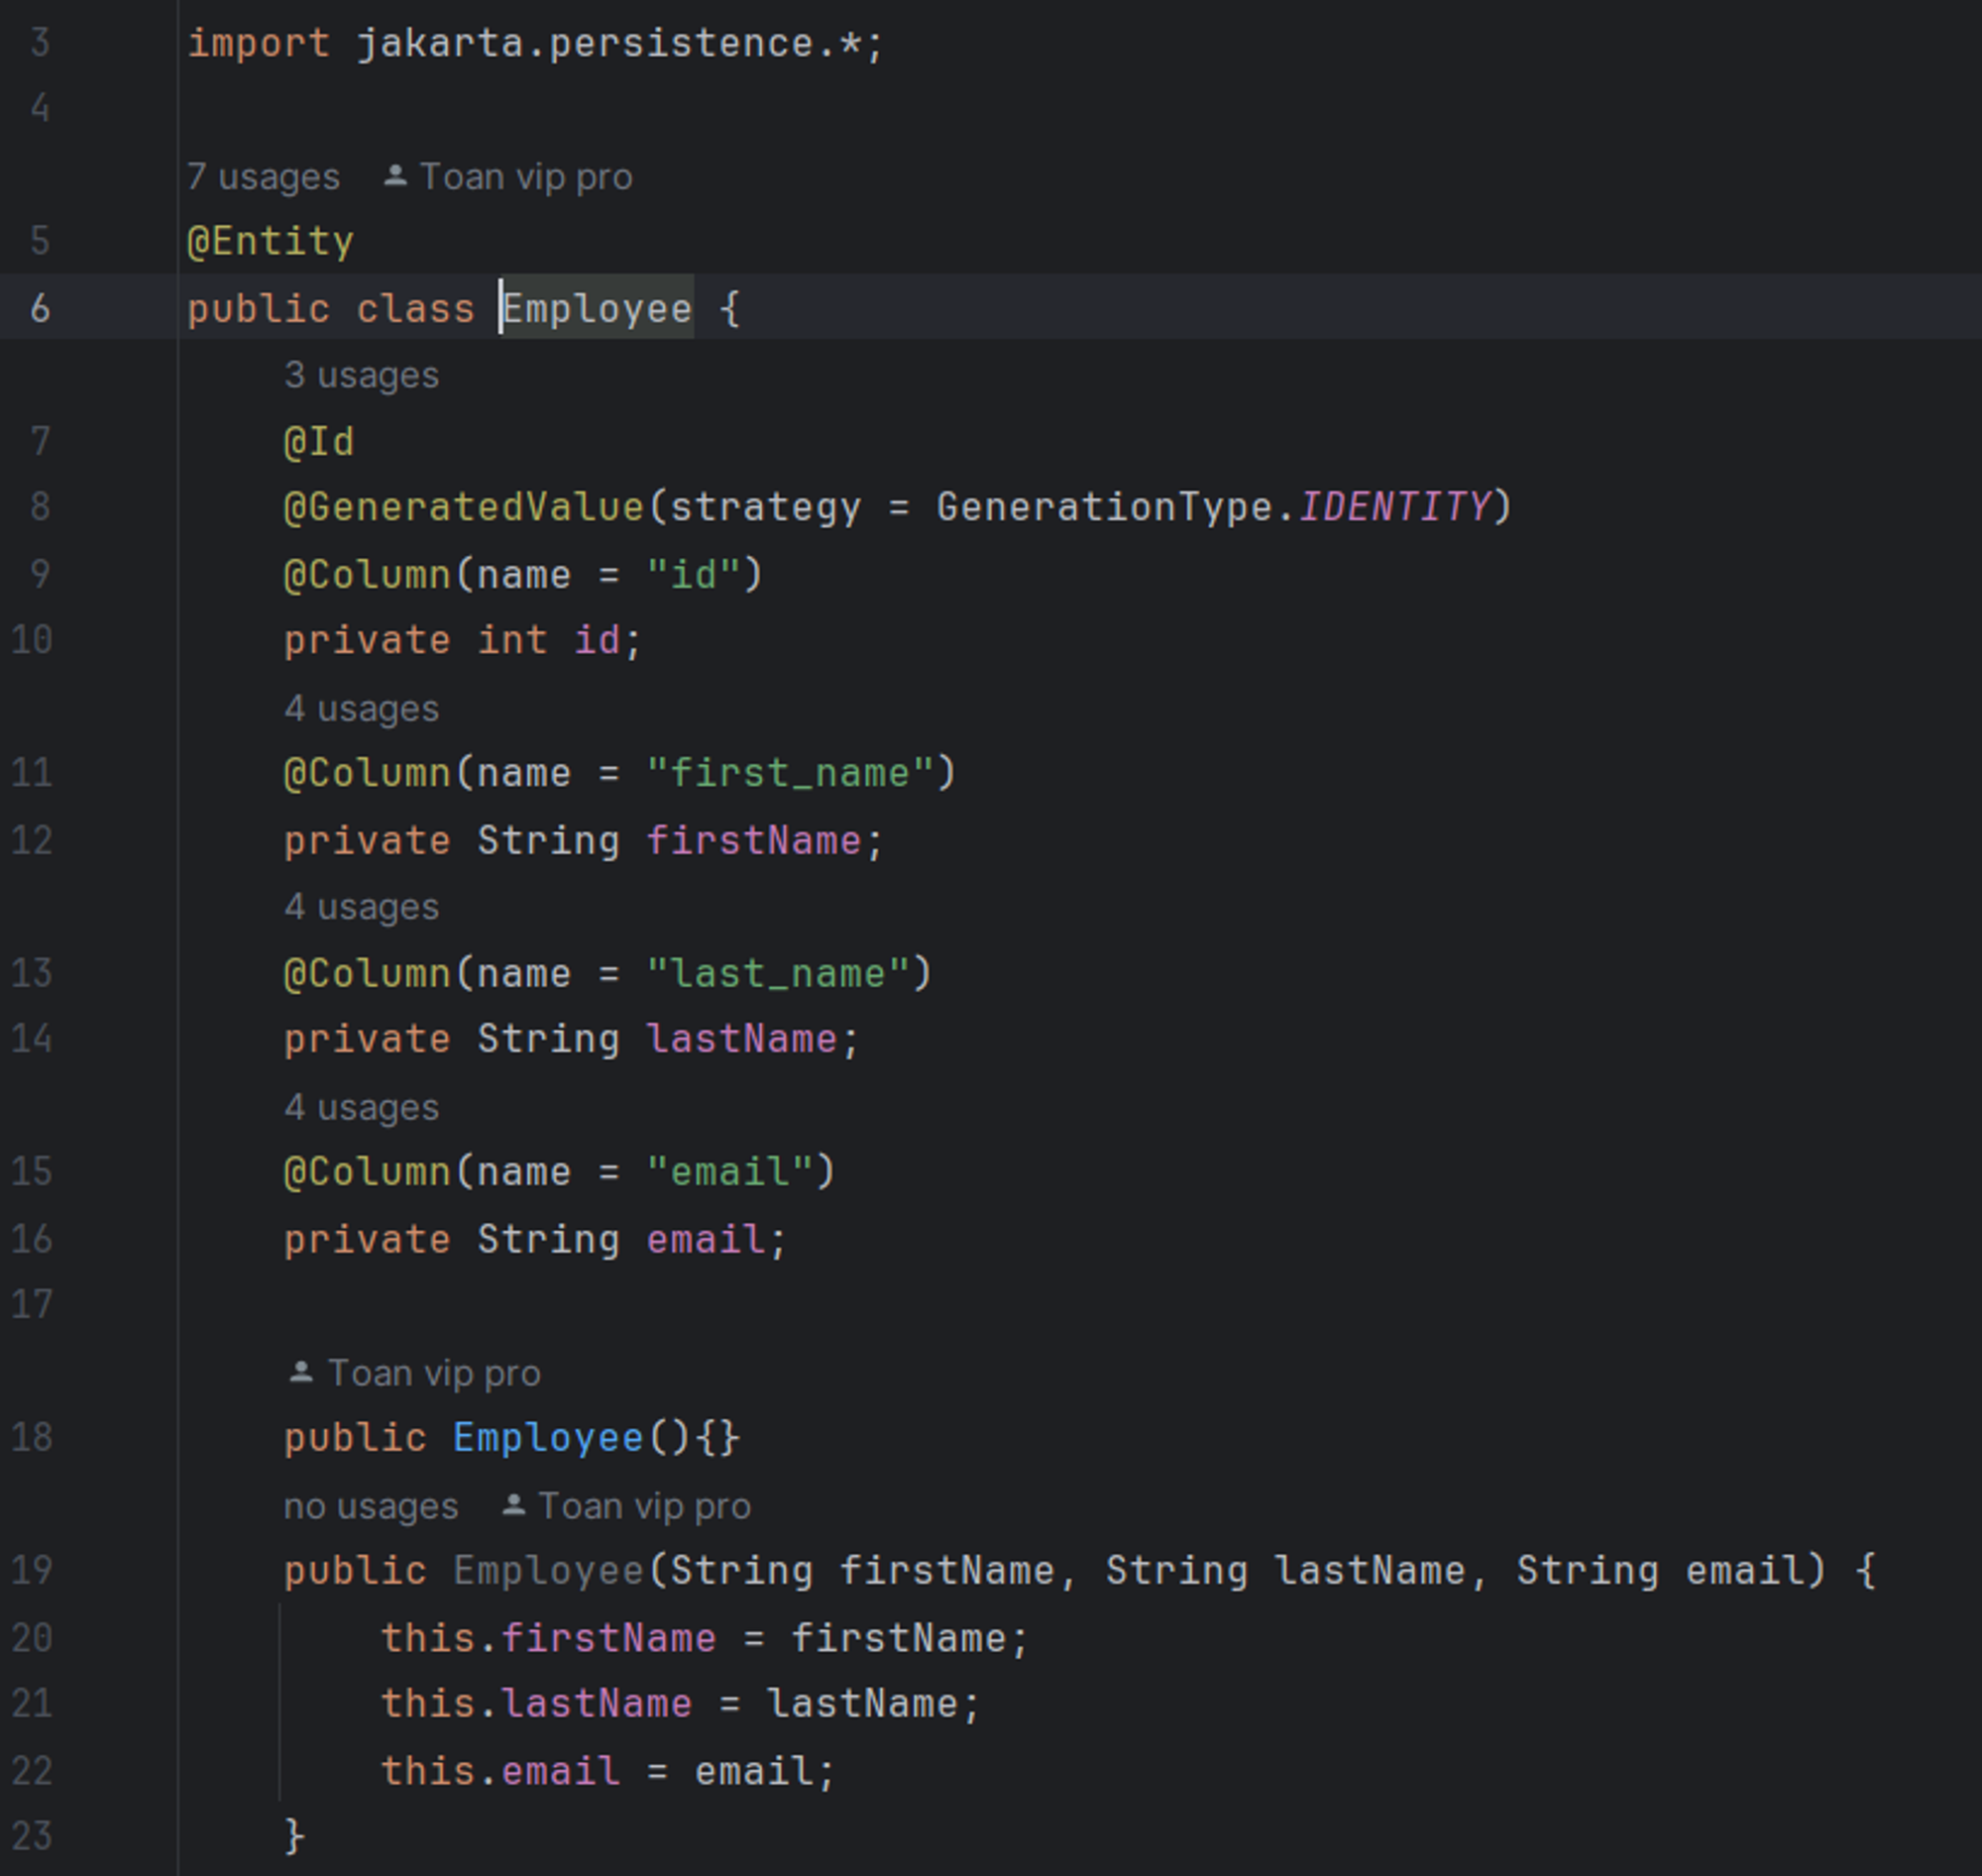 3 import jakarta.persistence.*;
4
7 usages Toan vip pro
5 @Entity
6 public class Employee {
3 usages
7 @Id
8 @GeneratedValue(strategy = GenerationType.IDENTITY)
9 @Column(name = "id")
10 private int id;
4 usages
11 @Column(name = "first_name")
12 private String firstName;
4 usages
13 @Column(name = "last_name")
14 private String lastName;
4 usages
15 @Column(name = "email")
16 private String email;
17
Toan vip pro
18 public Employee(){}
no usages Toan vip pro
19 public Employee(String firstName, String lastName, String email) {
20 this.firstName = firstName;
21 this.lastName = lastName;
22 this.email = email;
23 }